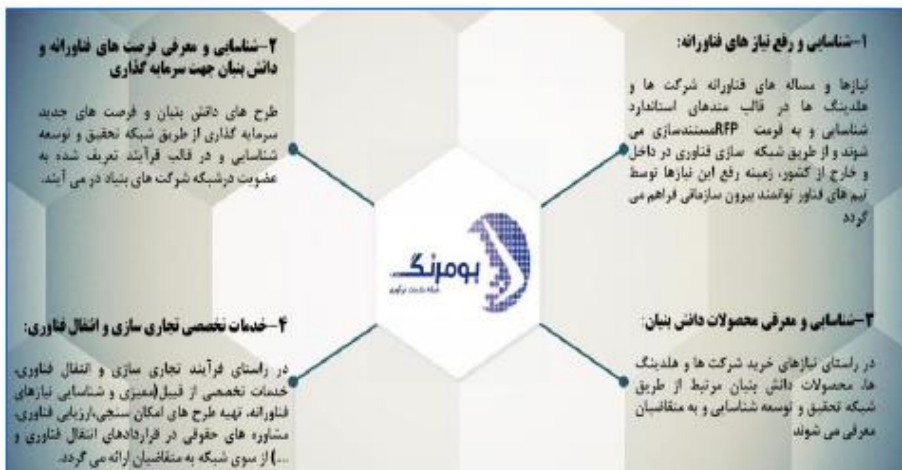 ۱-شناسایی و رفع نیاز های فناورانه:
نیازها و مساله های فناورانه شرکت ها و
هلدینگ ها در قالب متدهای استاندارد
شناسایی و به فرمت RFPمستندسازی می
شوند و از طریق شبکه سازی فناوری در داخل
و خارج از کشور، زمینه رفع این نیازها توسط
تیم های فناور توانمند بیرون سازمانی فراهم می
گردد
۲-شناسایی و معرفی فرصت های فناورانه و
دانش بنیان جهت سرمایه گذاری
طرح های دانش بنیان و فرصت های جدید
سرمایه گذاری از طریق شبکه تحقیق و توسعه
شناسایی و در قالب فرآیند تعریف شده به
عضویت درشبکه شرکت های بنیاد در می آیند.
بومرنگ
۳-شناسایی و معرفی محصولات دانش بنیان:
در راستای نیازهای خرید شرکت ها و هلدینگ
ها، محصولات دانش بنیان مرتبط از طریق
شبکه تحقیق و توسعه شناسایی و به متقاضیان
معرفی می شوند
۴-خدمات تخصصی تجاری سازی و انتقال فناوری:
در راستای فرآیند تجاری سازی و انتقال فناوری،
خدمات تخصصی از قبیل(ممیزی و شناسایی نیازهای
فناورانه، تهیه طرح های امکان سنجی،ارزیابی فناوری،
مشاوره های حقوقی در قراردادهای انتقال فناوری و
...) از سوی شبکه به متقاضیان ارائه می گردد.